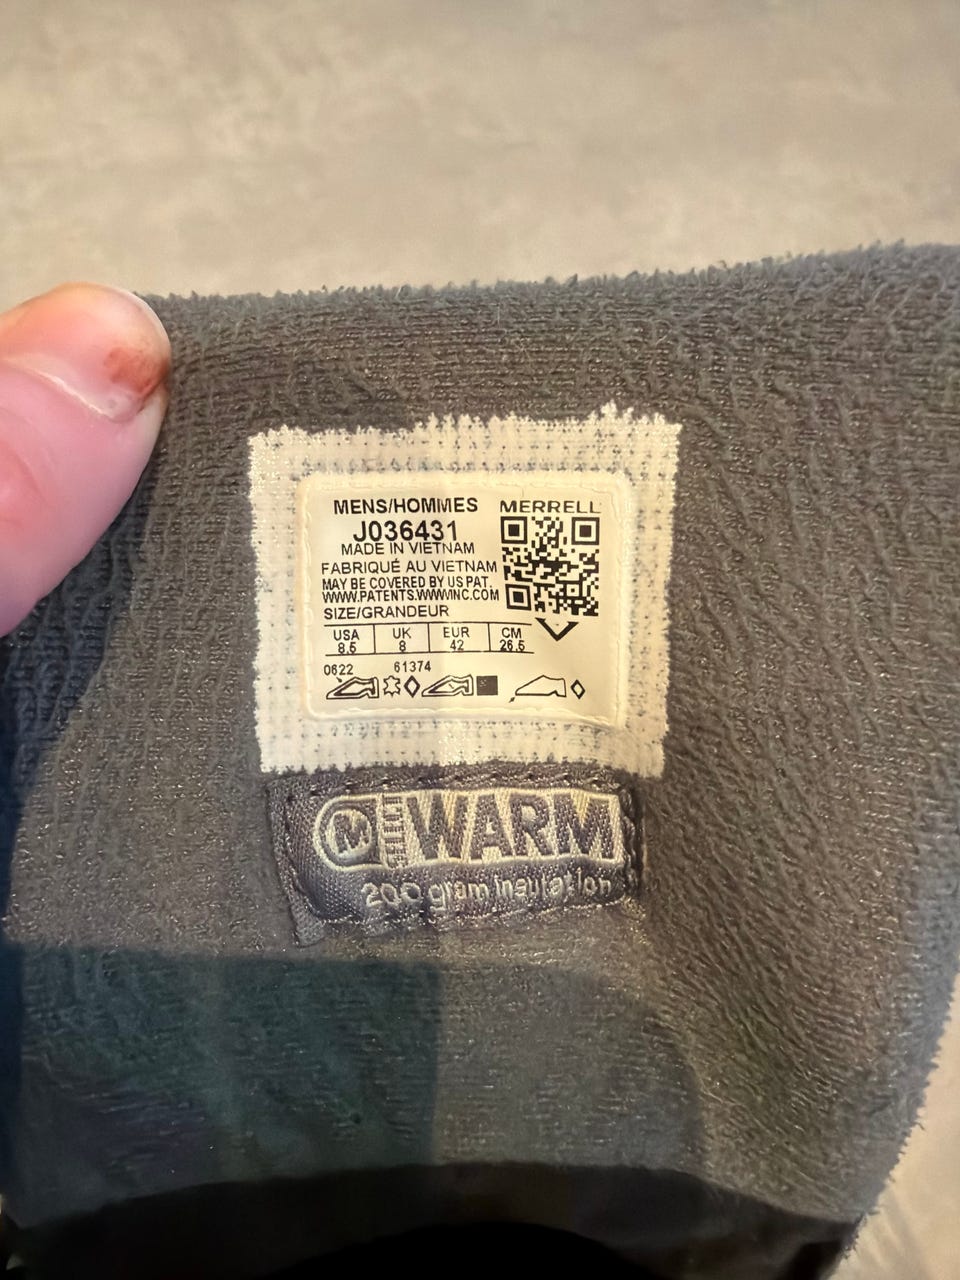 MENS/HOMMES
MERRELL
J036431
MADE IN VIETNAM
FABRIQUÉ AU VIETNAM
MAY BE COVERED BY US PAT.
WWW.PATENTS.WWWINC.COM
SIZE/GRANDEUR
USA UK EUR CM
8.5 8 42 26.5
0622 61374
M SELECT WARM
200 gram insulation